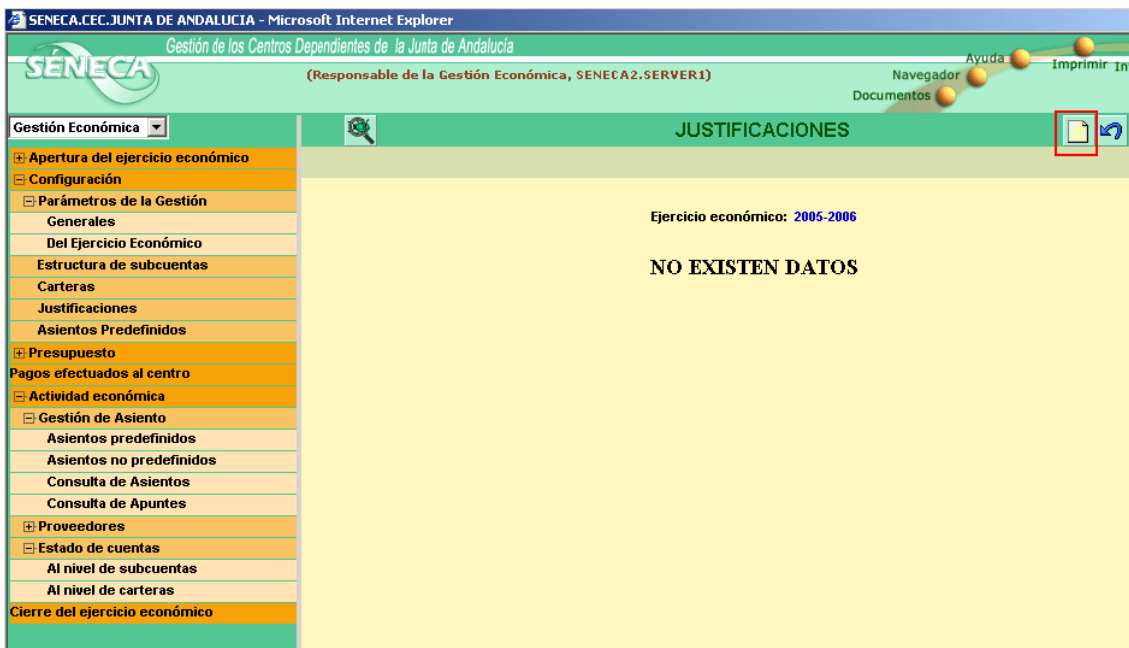 SENECA.CEC.JUNTA DE ANDALUCIA - Microsoft Internet Explorer
Gestión de los Centros Dependientes de la Junta de Andalucía
SÉNECA
(Responsable de la Gestión Económica, SENECA2.SERVER1)
Ayuda
Imprimir In
Navegador
Documentos
Gestión Económica
JUSTIFICACIONES
Apertura del ejercicio económico
Configuración
Parámetros de la Gestión
Generales
Ejercicio económico: 2005-2006
Del Ejercicio Económico
Estructura de subcuentas
NO EXISTEN DATOS
Carteras
Justificaciones
Asientos Predefinidos
Presupuesto
Pagos efectuados al centro
Actividad económica
Gestión de Asiento
Asientos predefinidos
Asientos no predefinidos
Consulta de Asientos
Consulta de Apuntes
Proveedores
Estado de cuentas
Al nivel de subcuentas
Al nivel de carteras
Cierre del ejercicio económico